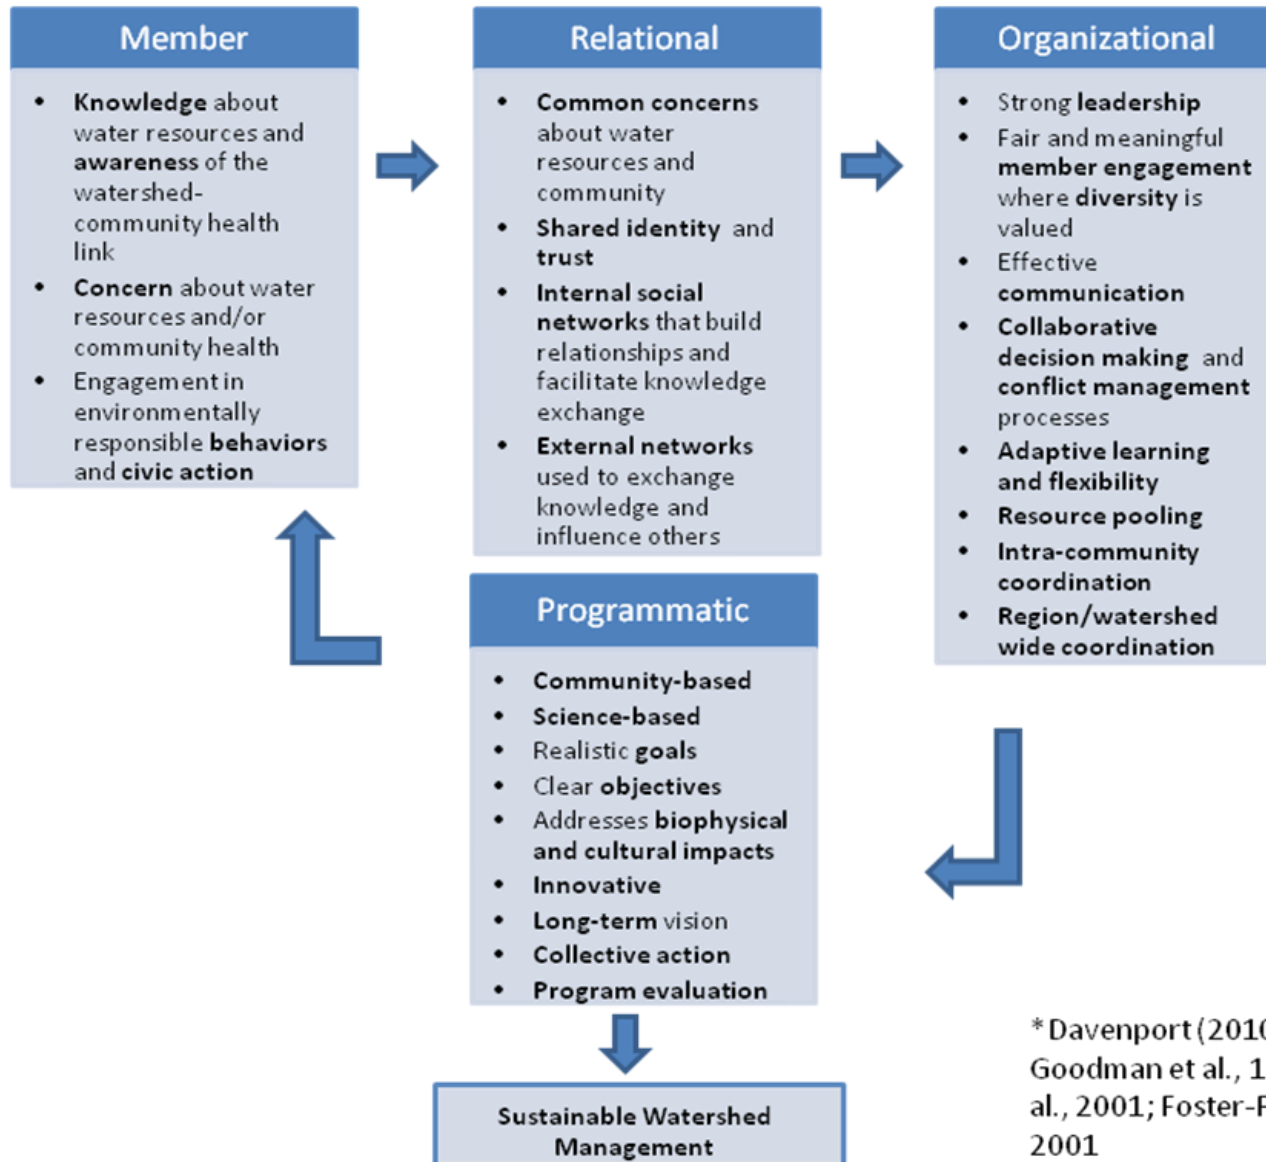 Member
• Knowledge about
water resources and
awareness of the
watershed-
community health
link
• Concern about water
resources and/or
community health
• Engagement in
environmentally
responsible behaviors
and civic action
Relational
• Common concerns
about water
resources and
community
• Shared identity and
trust
• Internal social
networks that build
relationships and
facilitate knowledge
exchange
• External networks
used to exchange
knowledge and
influence others
Organizational
• Strong leadership
• Fair and meaningful
member engagement
where diversity is
valued
• Effective
communication
• Collaborative
decision making and
conflict management
processes
• Adaptive learning
and flexibility
• Resource pooling
• Intra-community
coordination
• Region/watershed
wide coordination
Programmatic
• Community-based
• Science-based
• Realistic goals
• Clear objectives
• Addresses biophysical
and cultural impacts
• Innovative
• Long-term vision
• Collective action
• Program evaluation
Sustainable Watershed
Management
*Davenport (2010
Goodman et al., 1
al., 2001; Foster-F
2001